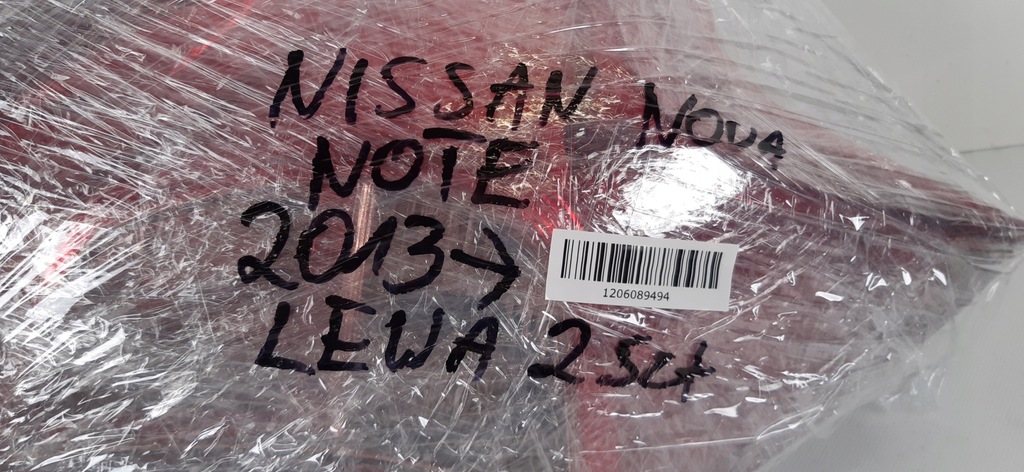 NISSAN
NOTE
NOVA
2013→
1206089494
LEWA 2 Szt